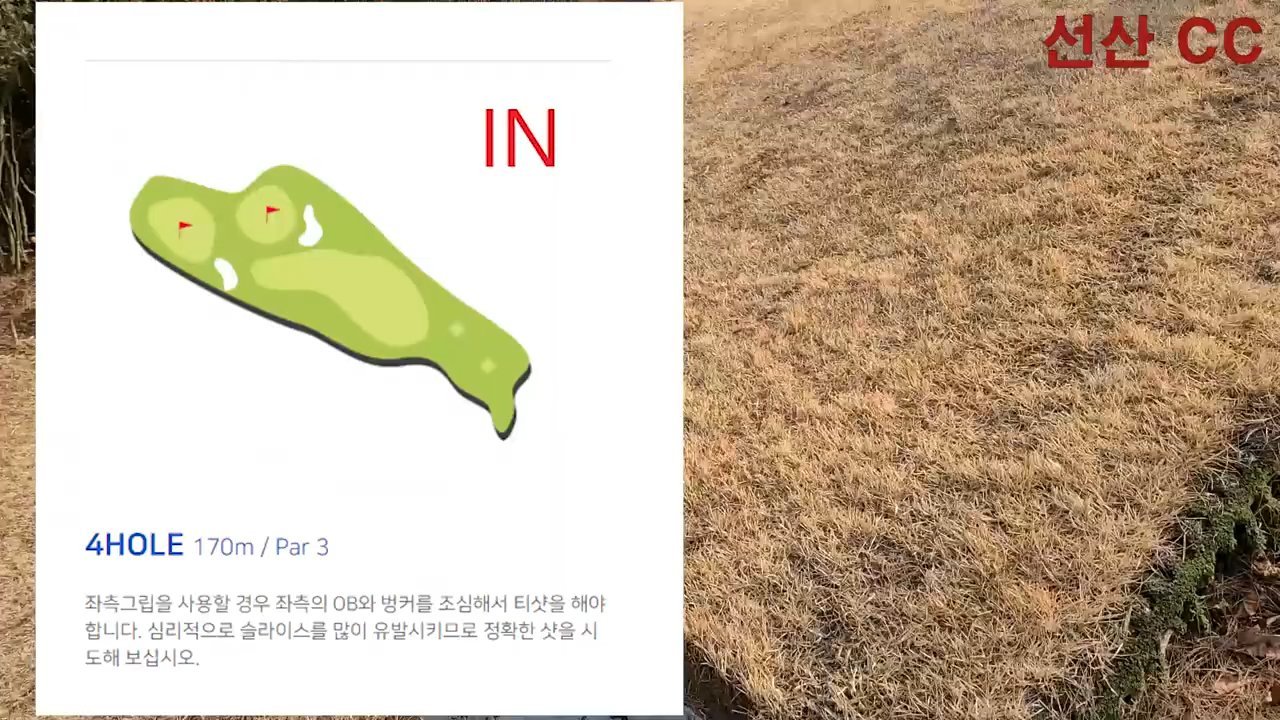 선산 CC
IN
4HOLE 170m / Par 3
좌측그립을 사용할 경우 좌측의 OB와 벙커를 조심해서 티샷을 해야
합니다. 심리적으로 슬라이스를 많이 유발시키므로 정확한 샷을 시
도해 보십시오.